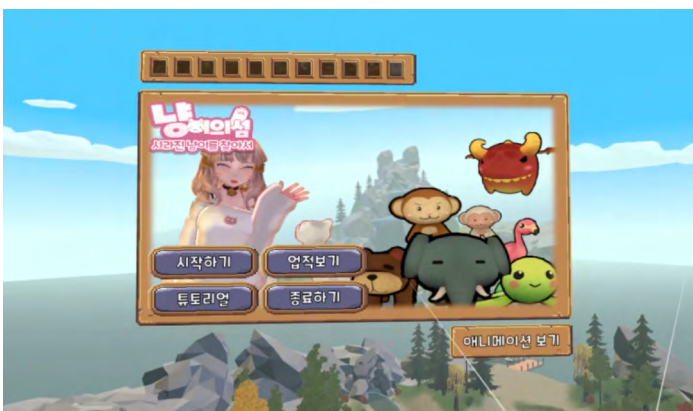 냥이의섬
사라진 냥이를 찾아서
시작하기
업적보기
튜토리얼
종료하기
애니메이션 보기